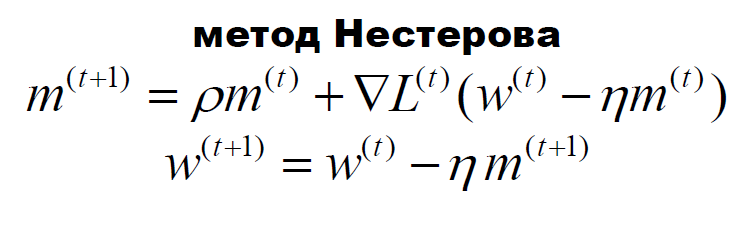 метод Нестерова
m^{(t+1)} = ρm^{(t)} + ∇L^{(t)}(w^{(t)} − ηm^{(t)})
w^{(t+1)} = w^{(t)} − η m^{(t+1)}